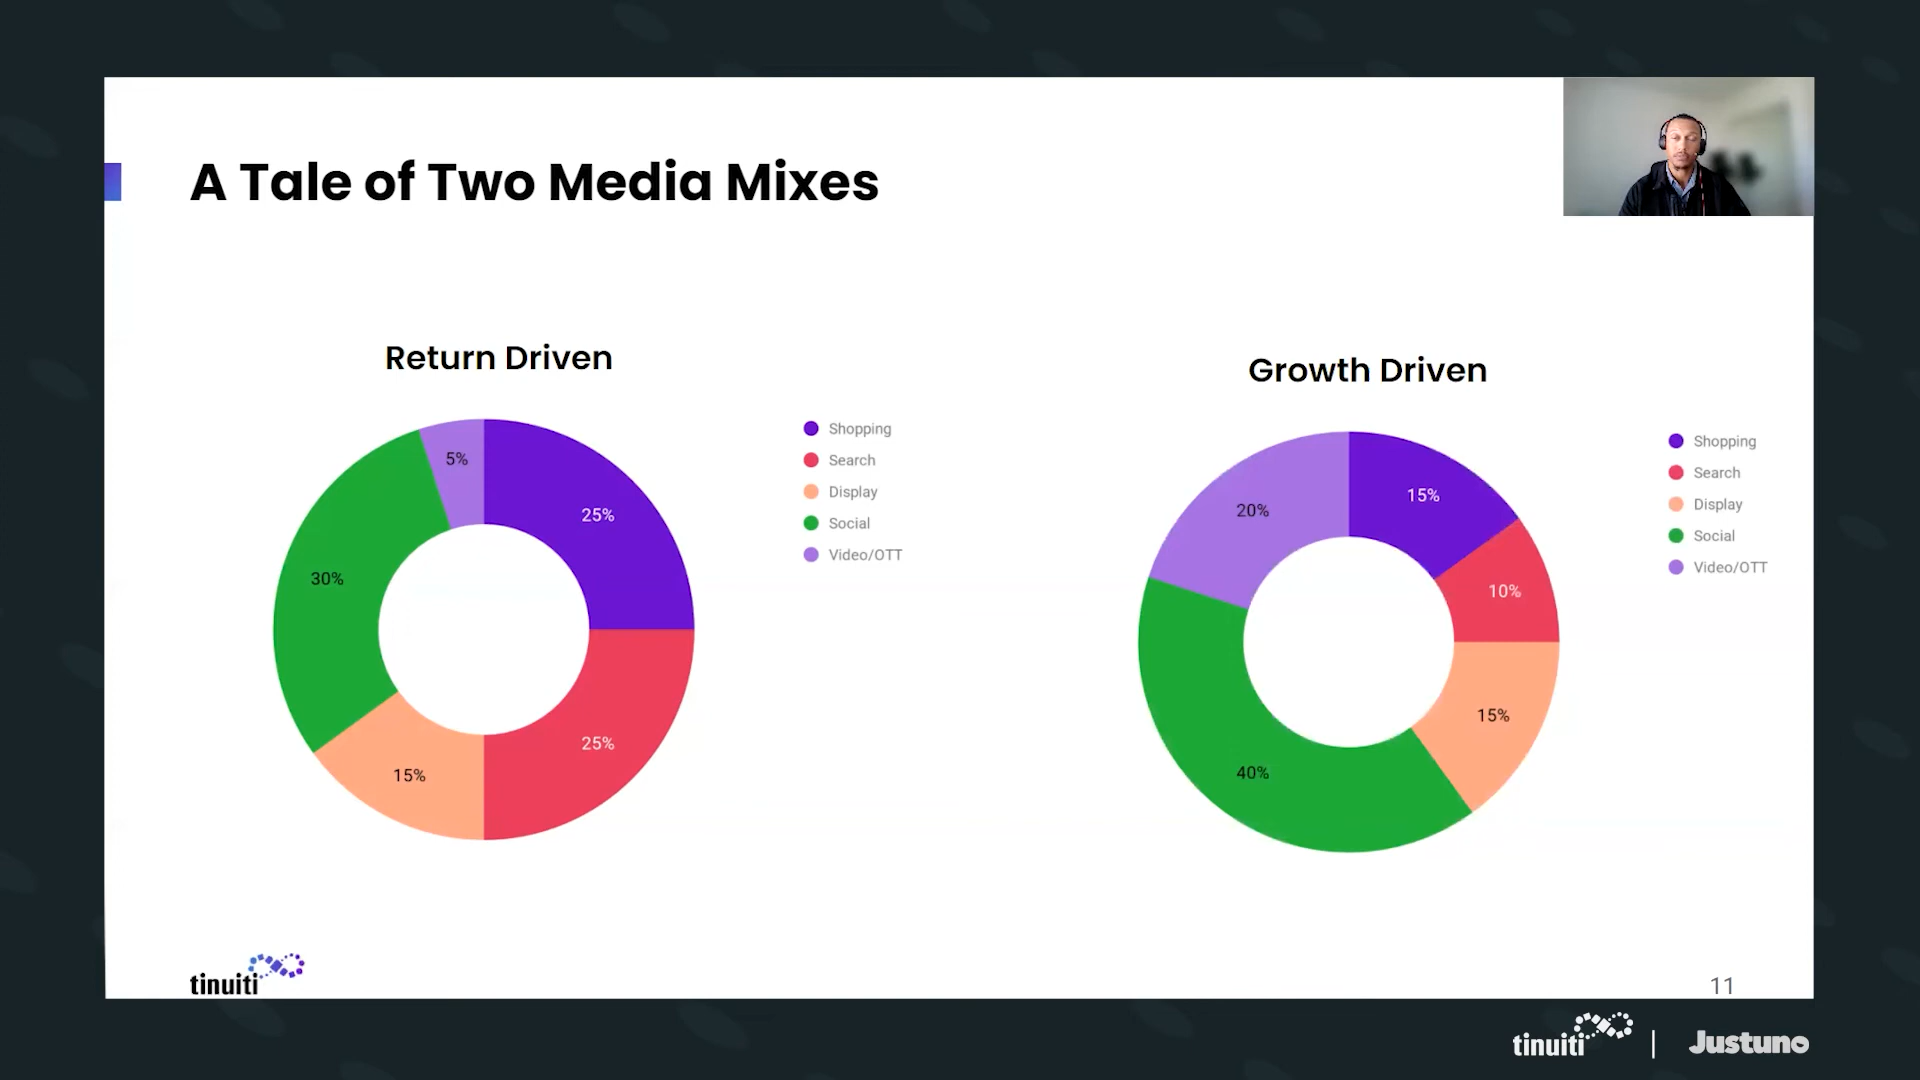 A Tale of Two Media Mixes
Return Driven
5%
25%
30%
15%
25%
Shopping
Search
Display
Social
Video/OTT
Growth Driven
20%
15%
10%
15%
40%
Shopping
Search
Display
Social
Video/OTT
tinuiti
11
tinuiti | Justuno